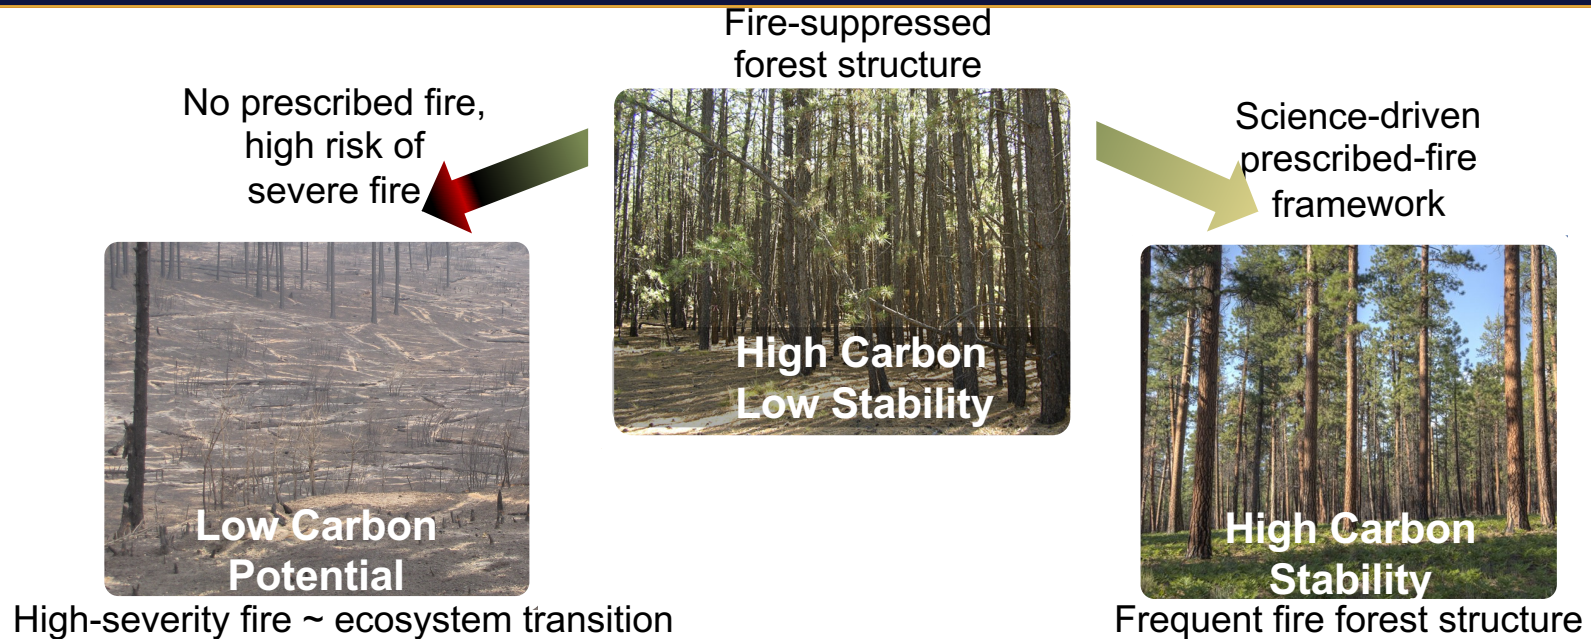 Fire-suppressed
forest structure
No prescribed fire,
high risk of
severe fire
Science-driven
prescribed-fire
framework
High Carbon
Low Stability
Low Carbon
Potential
High Carbon
Stability
High-severity fire ~ ecosystem transition
Frequent fire forest structure